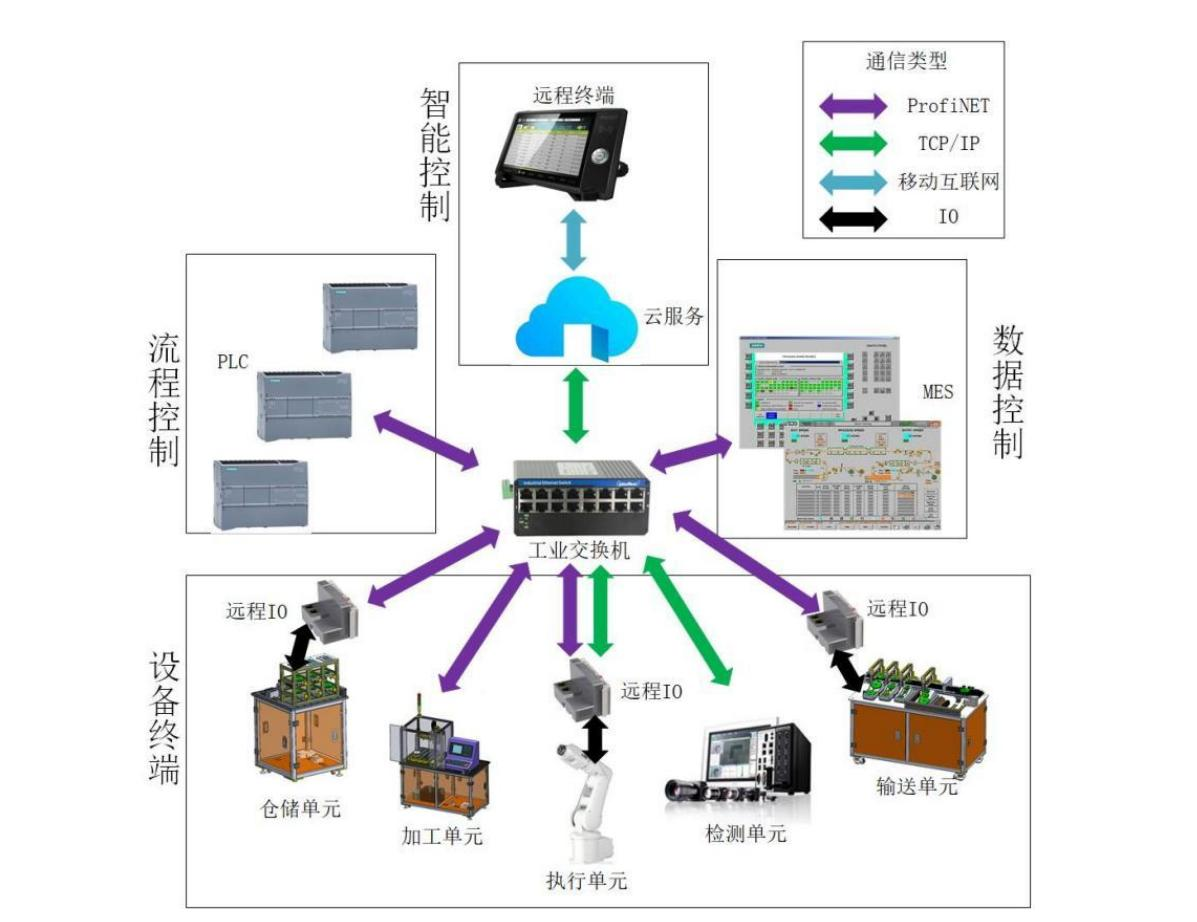 通信类型
ProfiNET
TCP/IP
移动互联网
IO
智能控制
远程终端
云服务
流程控制
PLC
数据控制
MES
Industrial Ethernet Switch
工业交换机
设备终端
远程IO
远程IO
远程IO
仓储单元
加工单元
执行单元
检测单元
输送单元